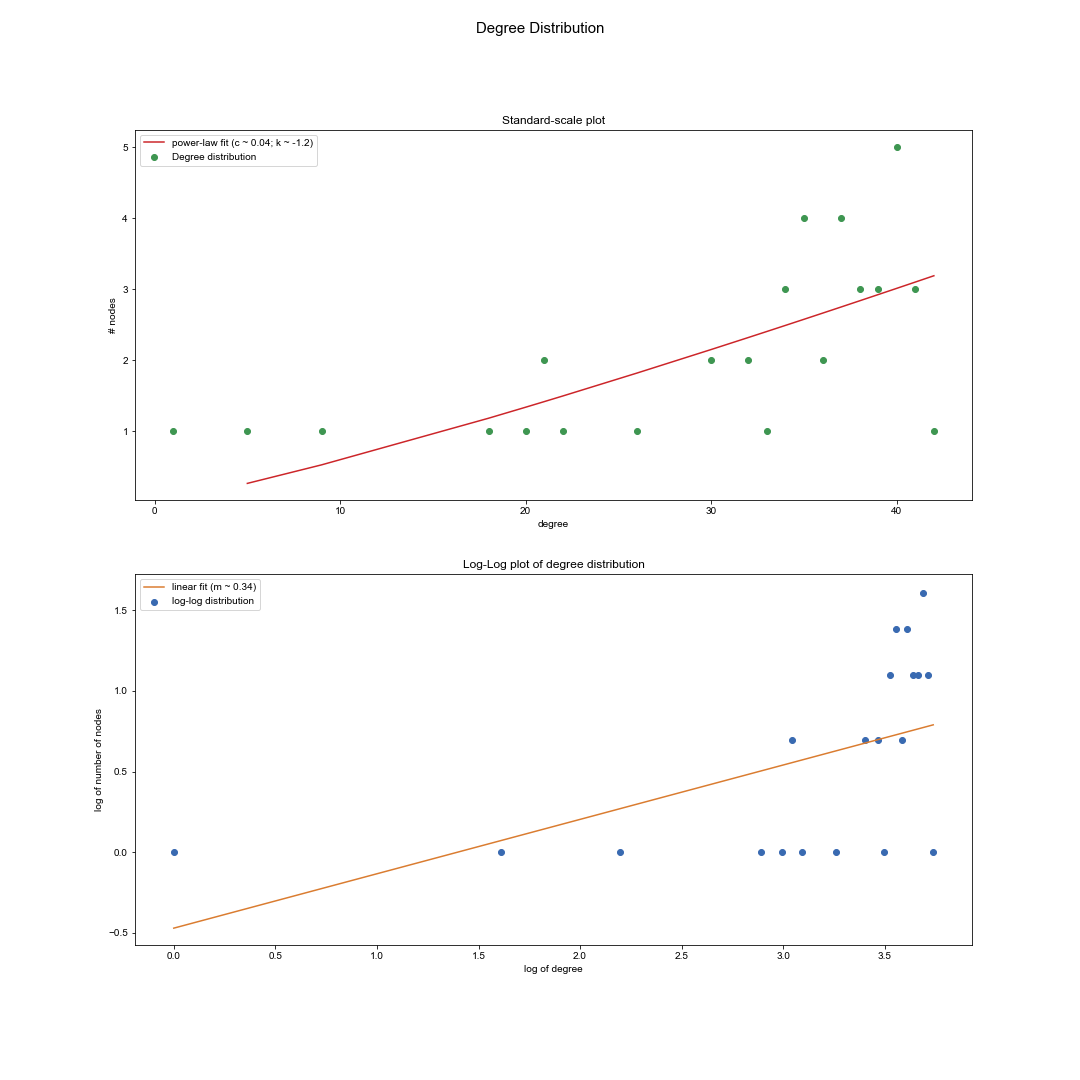 Degree Distribution
Standard-scale plot
power-law fit (c ~ 0.04; k ~ -1.2)
Degree distribution
5
4
3
2
1
# nodes
0 10 20 30 40
degree
Log-Log plot of degree distribution
linear fit (m ~ 0.34)
log-log distribution
1.5
1.0
0.5
0.0
−0.5
log of number of nodes
0.0 0.5 1.0 1.5 2.0 2.5 3.0 3.5
log of degree